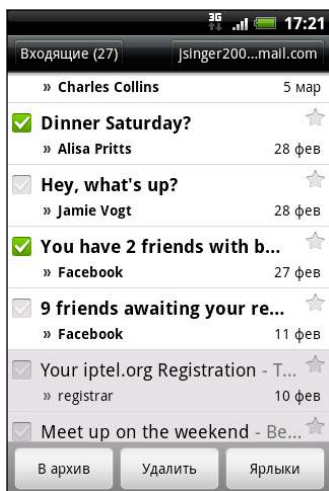 3G 17:21
Входящие (27) jsinger200...mail.com
» Charles Collins 5 мар
Dinner Saturday?
» Alisa Pritts 28 фев
Hey, what's up?
» Jamie Vogt 28 фев
You have 2 friends with b...
» Facebook 27 фев
9 friends awaiting your re...
» Facebook 11 фев
Your iptel.org Registration - T...
» registrar 10 фев
Meet up on the weekend - Be...
В архив Удалить Ярлыки